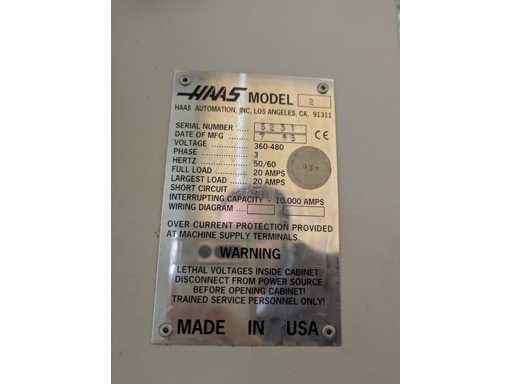 HAAS MODEL 2
HAAS AUTOMATION, INC. LOS ANGELES, CA. 91311
SERIAL NUMBER .... 5231
DATE OF MFG ........
VOLTAGE ............ 360-480
PHASE ................ 3
HERTZ ................ 50/60
FULL LOAD .......... 20 AMPS
LARGEST LOAD ... 20 AMPS
SHORT CIRCUIT
INTERRUPTING CAPACITY - 10,000 AMPS
WIRING DIAGRAM ....
CE
OVER CURRENT PROTECTION PROVIDED
AT MACHINE SUPPLY TERMINALS
WARNING
LETHAL VOLTAGES INSIDE CABINET
DISCONNECT FROM POWER SOURCE
BEFORE OPENING CABINET!
TRAINED SERVICE PERSONNEL ONLY!
MADE IN USA